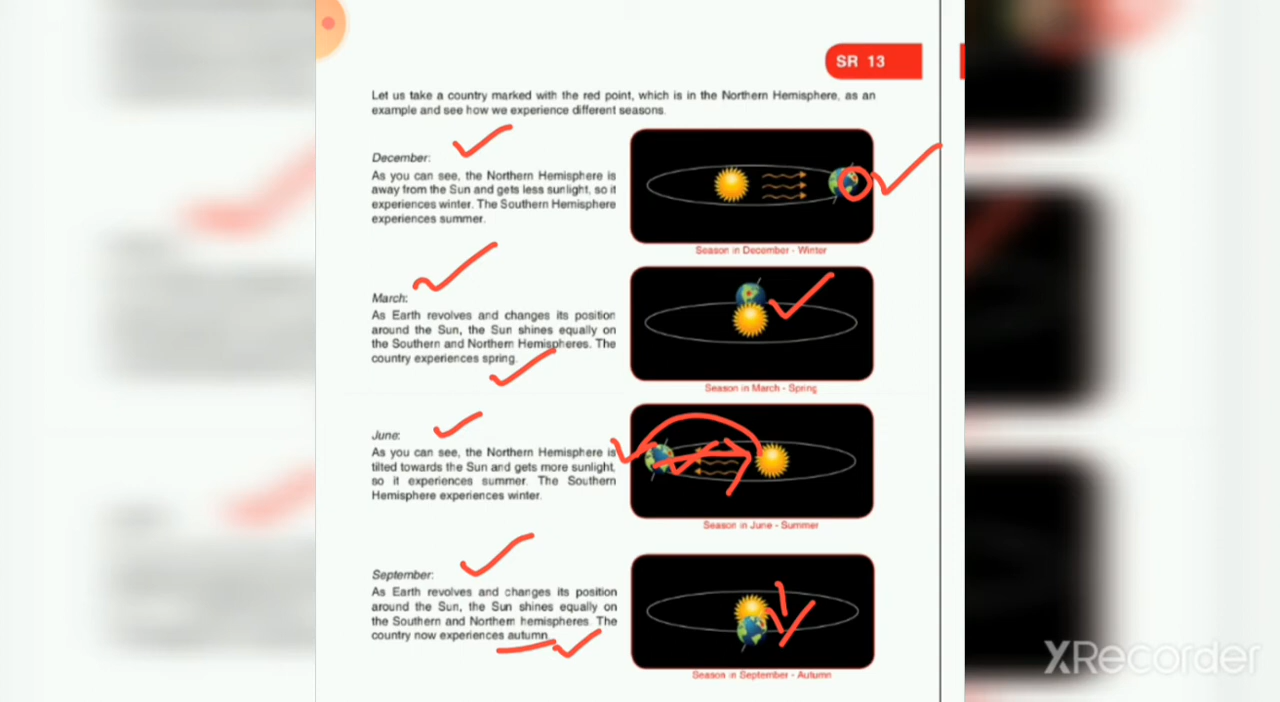 SR 13
Let us take a country marked with the red point, which is in the Northern Hemisphere, as an
example and see how we experience different seasons.
December:
As you can see, the Northern Hemisphere is
away from the Sun and gets less sunlight, so it
experiences winter. The Southern Hemisphere
experiences summer.
Season in December - Winter
March:
As Earth revolves and changes its position
around the Sun, the Sun shines equally on
the Southern and Northern Hemispheres. The
country experiences spring.
Season in March - Spring
June:
As you can see, the Northern Hemisphere is
tilted towards the Sun and gets more sunlight,
so it experiences summer. The Southern
Hemisphere experiences winter.
Season in June - Summer
September:
As Earth revolves and changes its position
around the Sun, the Sun shines equally on
the Southern and Northern hemispheres. The
country now experiences autumn.
Season in September - Autumn
XRecorder